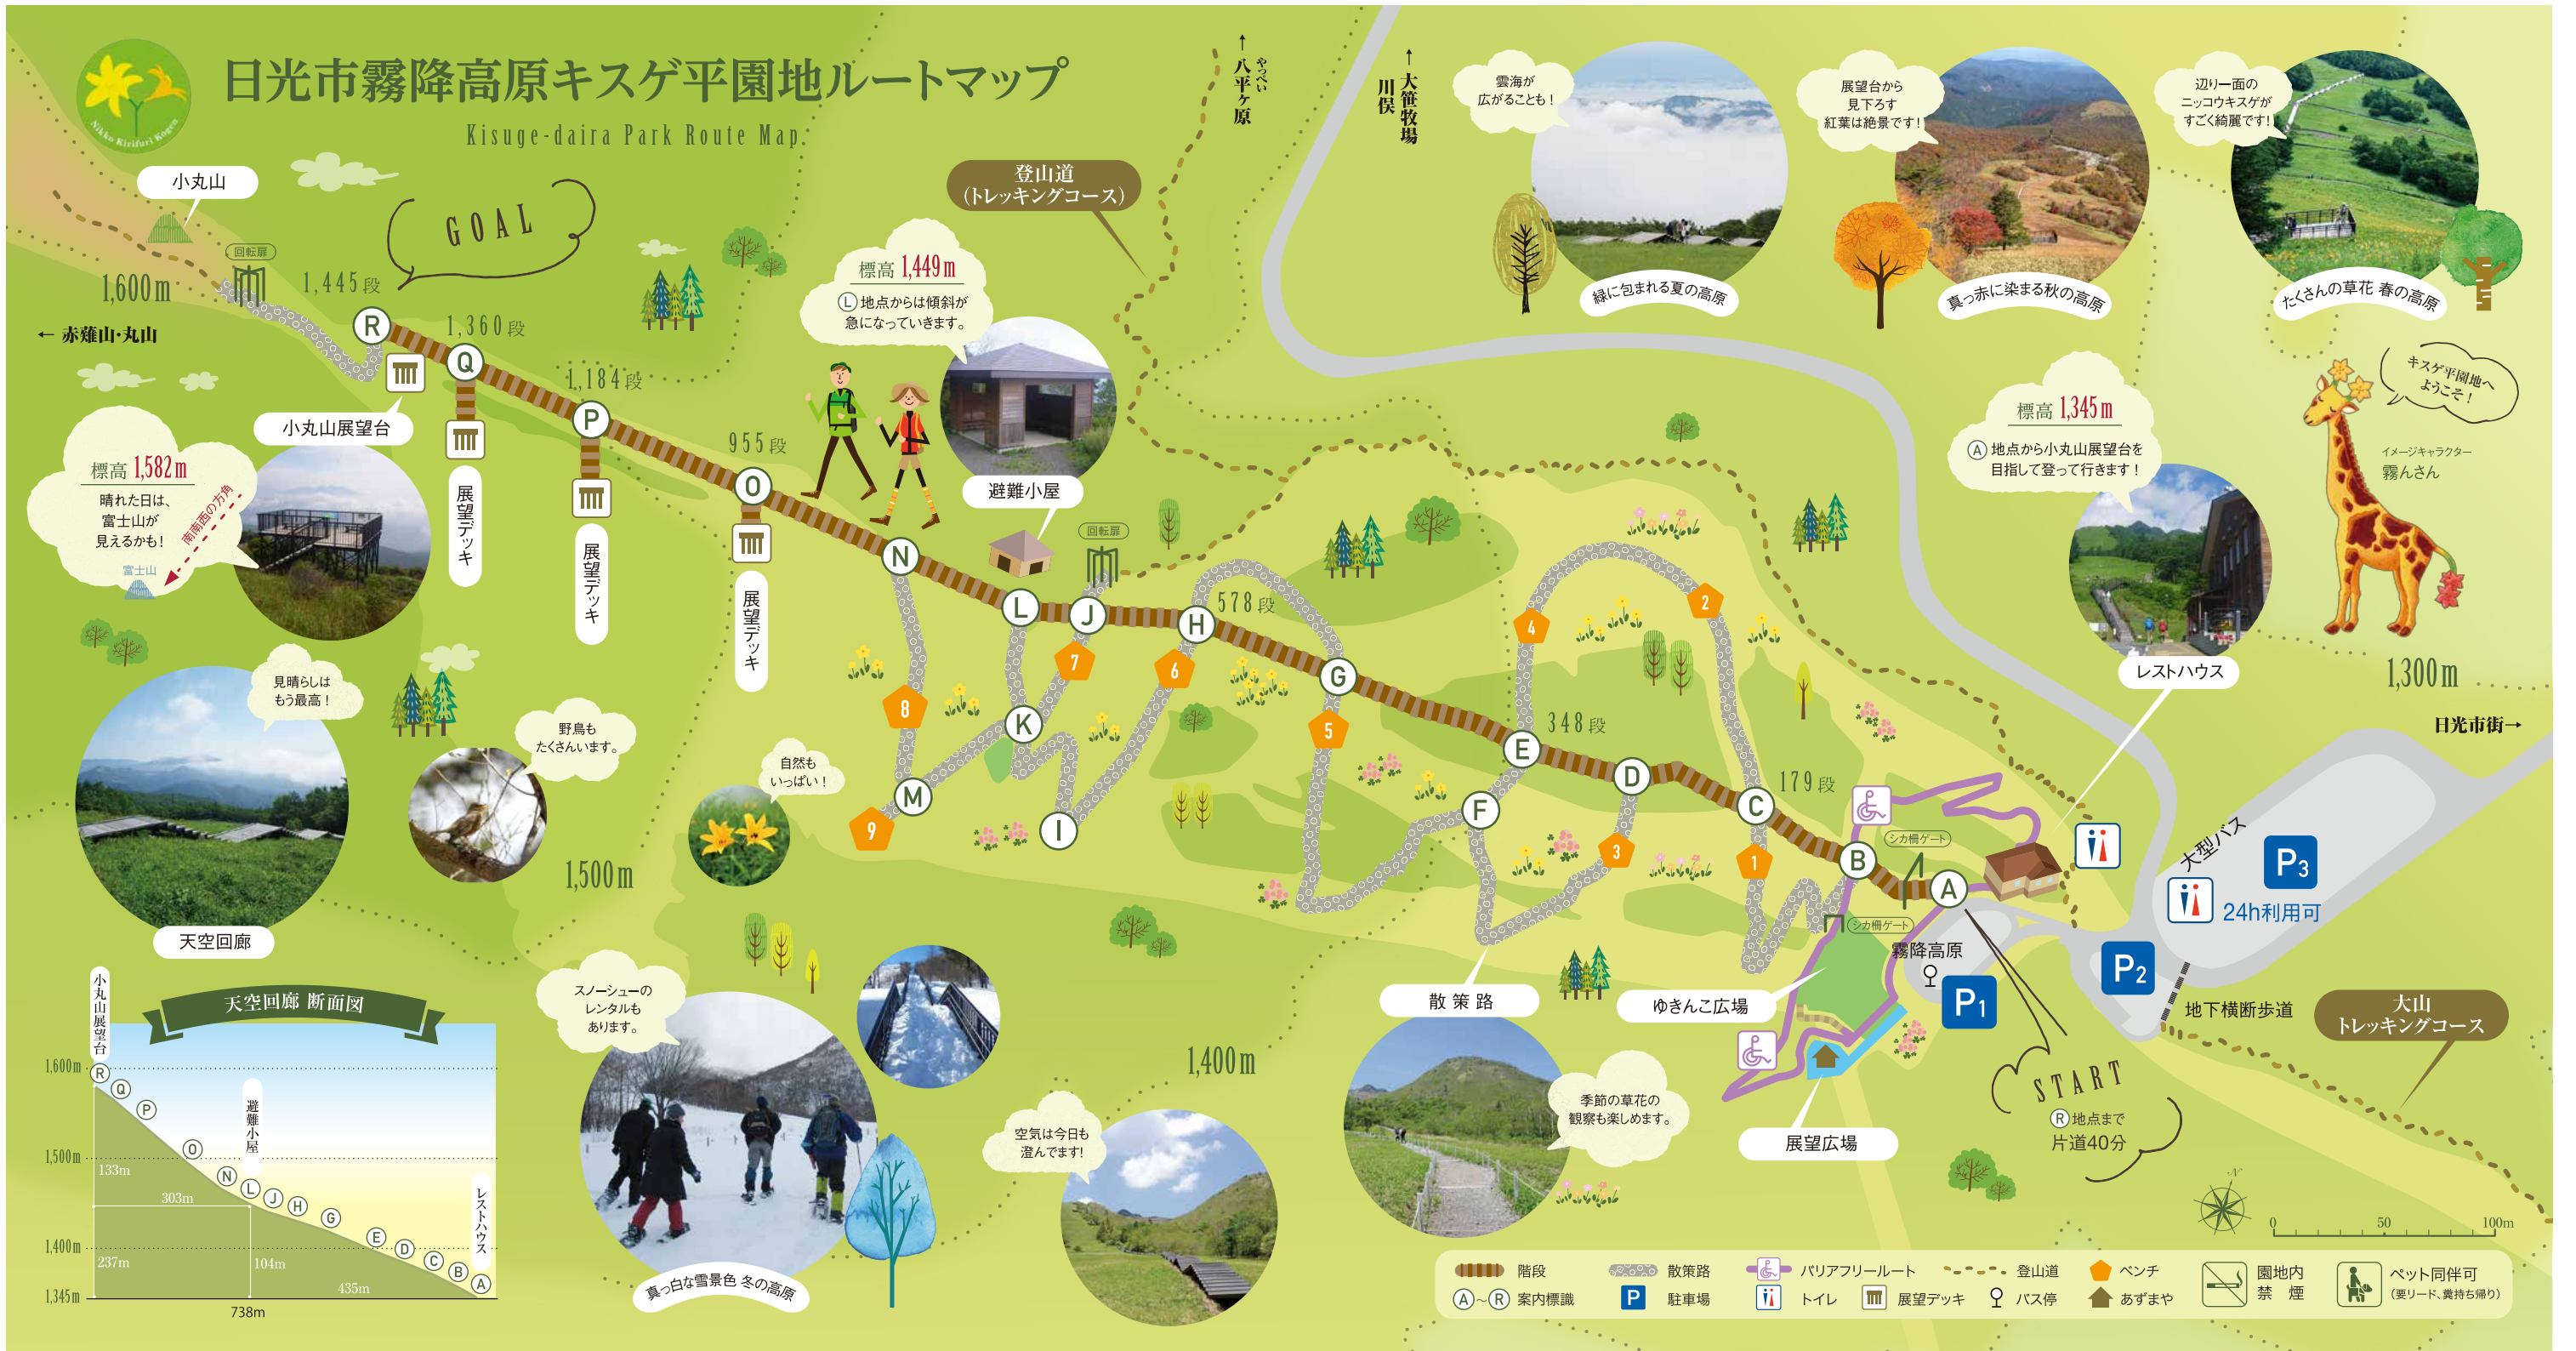 日光市霧降高原キスゲ平園地ルートマップ
Kisuge-daira Park Route Map.
Nikko Kirifuri Kogen
小丸山
回転扉
1,600m
← 赤薙山・丸山
GOAL
1,445段
R
1,360段
Q
1,184段
P
955段
O
小丸山展望台
展望デッキ
展望デッキ
展望デッキ
標高 1,582m
晴れた日は、
富士山が
見えるかも!
南南西の方角
富士山
登山道
(トレッキングコース)
↑八平ヶ原
やっぺい
↑大笹牧場
川俣
標高 1,449m
L地点からは傾斜が
急になっていきます。
避難小屋
回転扉
N
L
J
H
578段
G
E
348段
D
C
179段
B
A
F
I
K
M
1
2
3
4
5
6
7
8
9
雲海が
広がることも!
緑に包まれる夏の高原
展望台から
見下ろす
紅葉は絶景です!
真っ赤に染まる秋の高原
辺り一面の
ニッコウキスゲが
すごく綺麗です!
たくさんの草花 春の高原
キスゲ平園地へ
ようこそ!
イメージキャラクター
霧んさん
標高 1,345m
A地点から小丸山展望台を
目指して登って行きます!
レストハウス
1,300m
日光市街→
見晴らしは
もう最高!
天空回廊
野鳥も
たくさんいます。
自然も
いっぱい!
1,500m
シカ柵ゲート
シカ柵ゲート
大型バス
P3
24h利用可
P2
P1
霧降高原
地下横断歩道
大山
トレッキングコース
ゆきんこ広場
展望広場
散策路
季節の草花の
観察も楽しめます。
START
R地点まで
片道40分
1,400m
空気は今日も
澄んでます!
スノーシューの
レンタルも
あります。
真っ白な雪景色 冬の高原
天空回廊 断面図
小丸山展望台
避難小屋
レストハウス
1,600m
1,500m
1,400m
1,345m
R
Q
P
O
N
L
J
H
G
E
D
C
B
A
133m
303m
237m
104m
435m
738m
N
0 50 100m
階段
散策路
バリアフリールート
登山道
ベンチ
園地内
禁煙
ペット同伴可
(要リード、糞持ち帰り)
A~R 案内標識
P 駐車場
トイレ
展望デッキ
バス停
あずまや